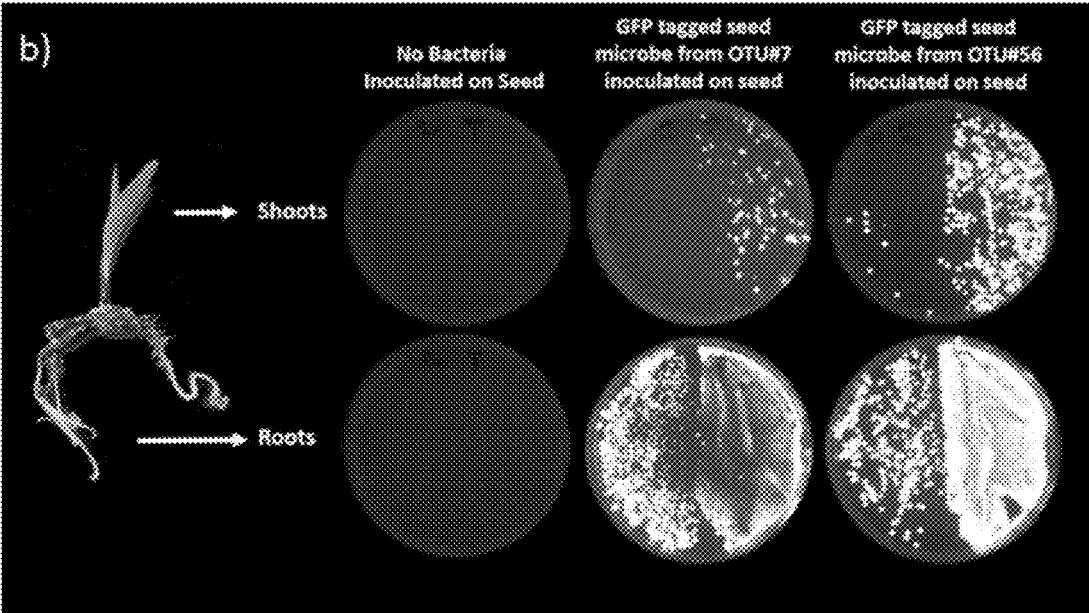 b)
No Bacteria
Inoculated on Seed
GFP tagged seed
microbe from OTU#7
inoculated on seed
GFP tagged seed
microbe from OTU#56
inoculated on seed
Shoots
Roots